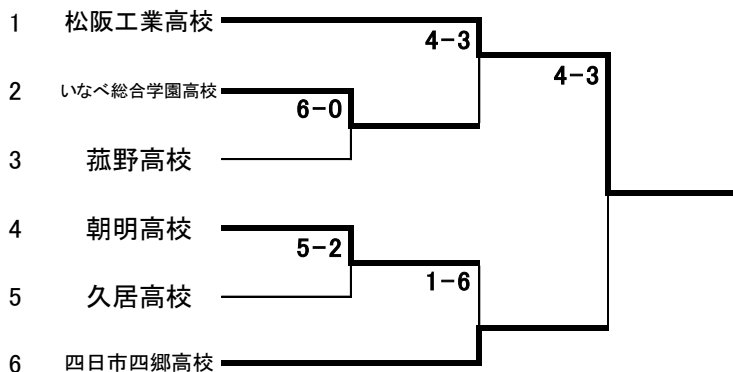 1 松阪工業高校
4-3
4-3
2 いなべ総合学園高校
6-0
3 菰野高校
4 朝明高校
5-2
1-6
5 久居高校
6 四日市四郷高校